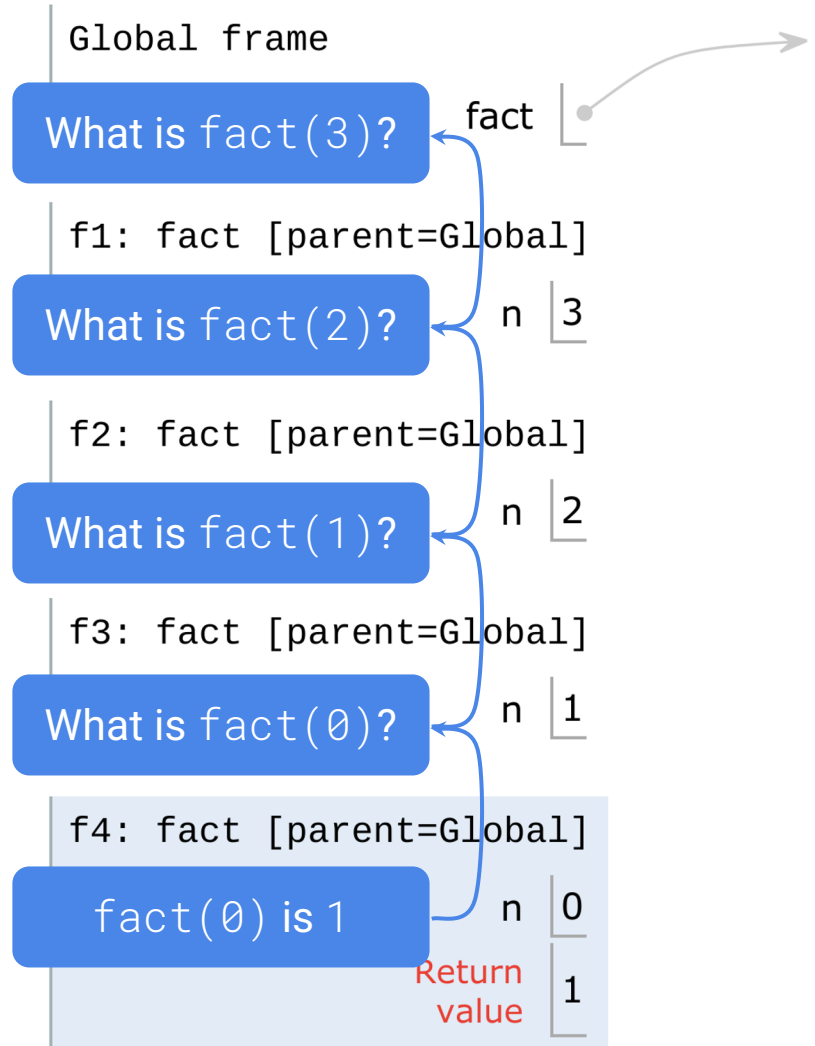 Global frame
What is fact(3)?
fact
f1: fact [parent=Global]
What is fact(2)?
n 3
f2: fact [parent=Global]
What is fact(1)?
n 2
f3: fact [parent=Global]
What is fact(0)?
n 1
f4: fact [parent=Global]
fact(0) is 1
n 0
Return
value
1